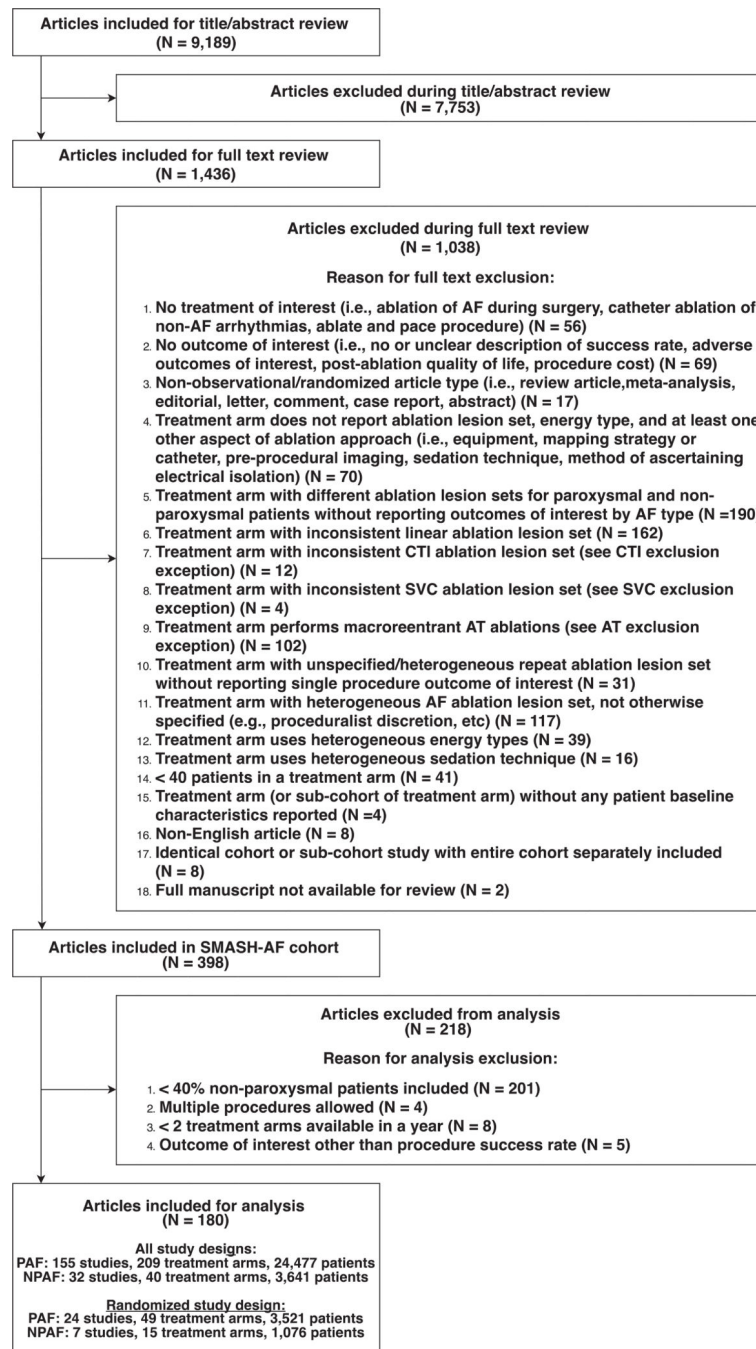 Articles included for title/abstract review
(N = 9,189)
Articles excluded during title/abstract review
(N = 7,753)
Articles included for full text review
(N = 1,436)
Articles excluded during full text review
(N = 1,038)
Reason for full text exclusion:
1. No treatment of interest (i.e., ablation of AF during surgery, catheter ablation of
non-AF arrhythmias, ablate and pace procedure) (N = 56)
2. No outcome of interest (i.e., no or unclear description of success rate, adverse
outcomes of interest, post-ablation quality of life, procedure cost) (N = 69)
3. Non-observational/randomized article type (i.e., review article,meta-analysis,
editorial, letter, comment, case report, abstract) (N = 17)
4. Treatment arm does not report ablation lesion set, energy type, and at least one
other aspect of ablation approach (i.e., equipment, mapping strategy or
catheter, pre-procedural imaging, sedation technique, method of ascertaining
electrical isolation) (N = 70)
5. Treatment arm with different ablation lesion sets for paroxysmal and non-
paroxysmal patients without reporting outcomes of interest by AF type (N =190
6. Treatment arm with inconsistent linear ablation lesion set (N = 162)
7. Treatment arm with inconsistent CTI ablation lesion set (see CTI exclusion
exception) (N = 12)
8. Treatment arm with inconsistent SVC ablation lesion set (see SVC exclusion
exception) (N = 4)
9. Treatment arm performs macroreentrant AT ablations (see AT exclusion
exception) (N = 102)
10. Treatment arm with unspecified/heterogeneous repeat ablation lesion set
without reporting single procedure outcome of interest (N = 31)
11. Treatment arm with heterogeneous AF ablation lesion set, not otherwise
specified (e.g., proceduralist discretion, etc) (N = 117)
12. Treatment arm uses heterogeneous energy types (N = 39)
13. Treatment arm uses heterogeneous sedation technique (N = 16)
14. < 40 patients in a treatment arm (N = 41)
15. Treatment arm (or sub-cohort of treatment arm) without any patient baseline
characteristics reported (N =4)
16. Non-English article (N = 8)
17. Identical cohort or sub-cohort study with entire cohort separately included
(N = 8)
18. Full manuscript not available for review (N = 2)
Articles included in SMASH-AF cohort
(N = 398)
Articles excluded from analysis
(N = 218)
Reason for analysis exclusion:
1. < 40% non-paroxysmal patients included (N = 201)
2. Multiple procedures allowed (N = 4)
3. < 2 treatment arms available in a year (N = 8)
4. Outcome of interest other than procedure success rate (N = 5)
Articles included for analysis
(N = 180)
All study designs:
PAF: 155 studies, 209 treatment arms, 24,477 patients
NPAF: 32 studies, 40 treatment arms, 3,641 patients
Randomized study design:
PAF: 24 studies, 49 treatment arms, 3,521 patients
NPAF: 7 studies, 15 treatment arms, 1,076 patients